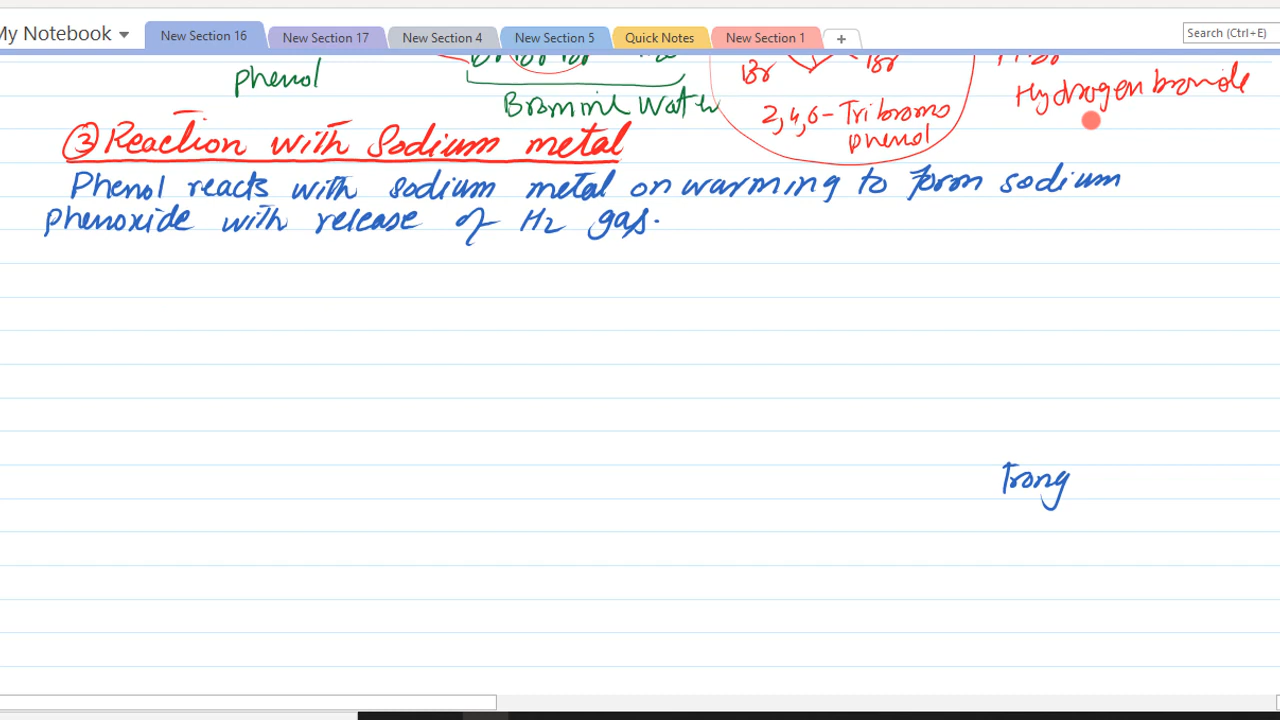 My Notebook
New Section 16
New Section 17
New Section 4
New Section 5
Quick Notes
New Section 1
+
Search (Ctrl+E)
phenol
Bromine Water
Br
Br
2,4,6-Tribromo
phenol
Hydrogen bromide
③ Reaction with Sodium metal
Phenol reacts with sodium metal on warming to form sodium
phenoxide with release of H2 gas.